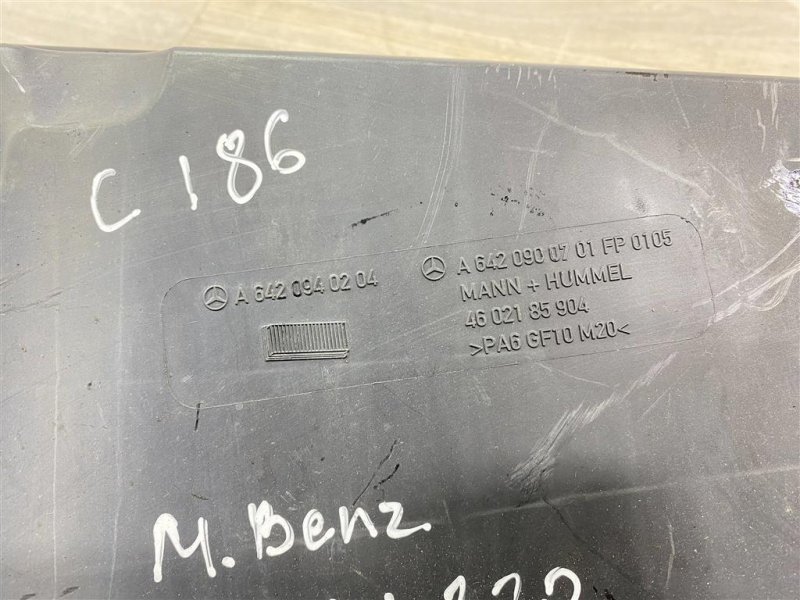 C 186
A 642 094 02 04
A 642 090 07 01 FP 0105
MANN + HUMMEL
46 021 85 904
>PA6 GF10 M20<
M. Benz